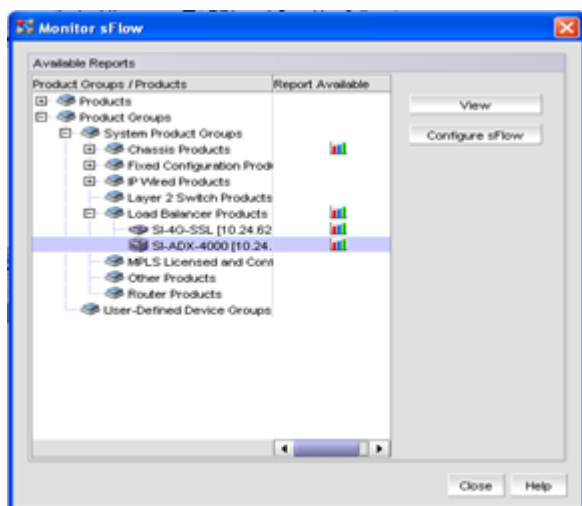 Monitor sFlow
Available Reports
Product Groups / Products Report Available
Products
Product Groups
System Product Groups
Chassis Products
Fixed Configuration Prod
IP Wired Products
Layer 2 Switch Products
Load Balancer Products
SI-4G-SSL [10.24.62
SI-ADX-4000 [10.24.
MPLS Licensed and Cont
Other Products
Router Products
User-Defined Device Groups
View
Configure sFlow
Close Help